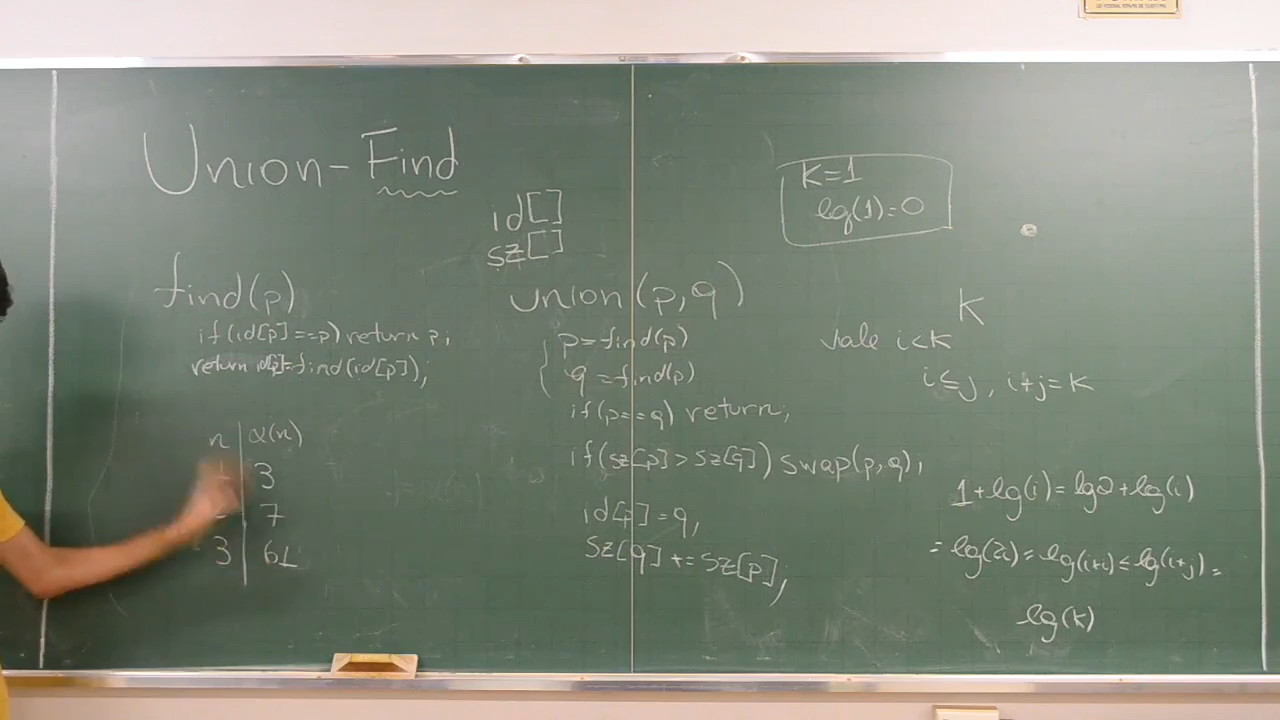 Union-Find
id[]
sz[]
find(p)
if(id[p]==p) return p;
return id[p]=find(id[p]);
n α(n)
3
7
3 61
union(p,q)
p=find(p)
q=find(p)
if(p==q) return;
if(sz[p]>sz[q]) swap(p,q);
id[p]=q;
sz[q]+=sz[p];
K=1
lg(1)=0
K
vale i<K
i≤j, i+j=K
1+lg(i)=lg2+lg(i)
=lg(2i)=lg(i+i)≤lg(i+j)=
lg(K)